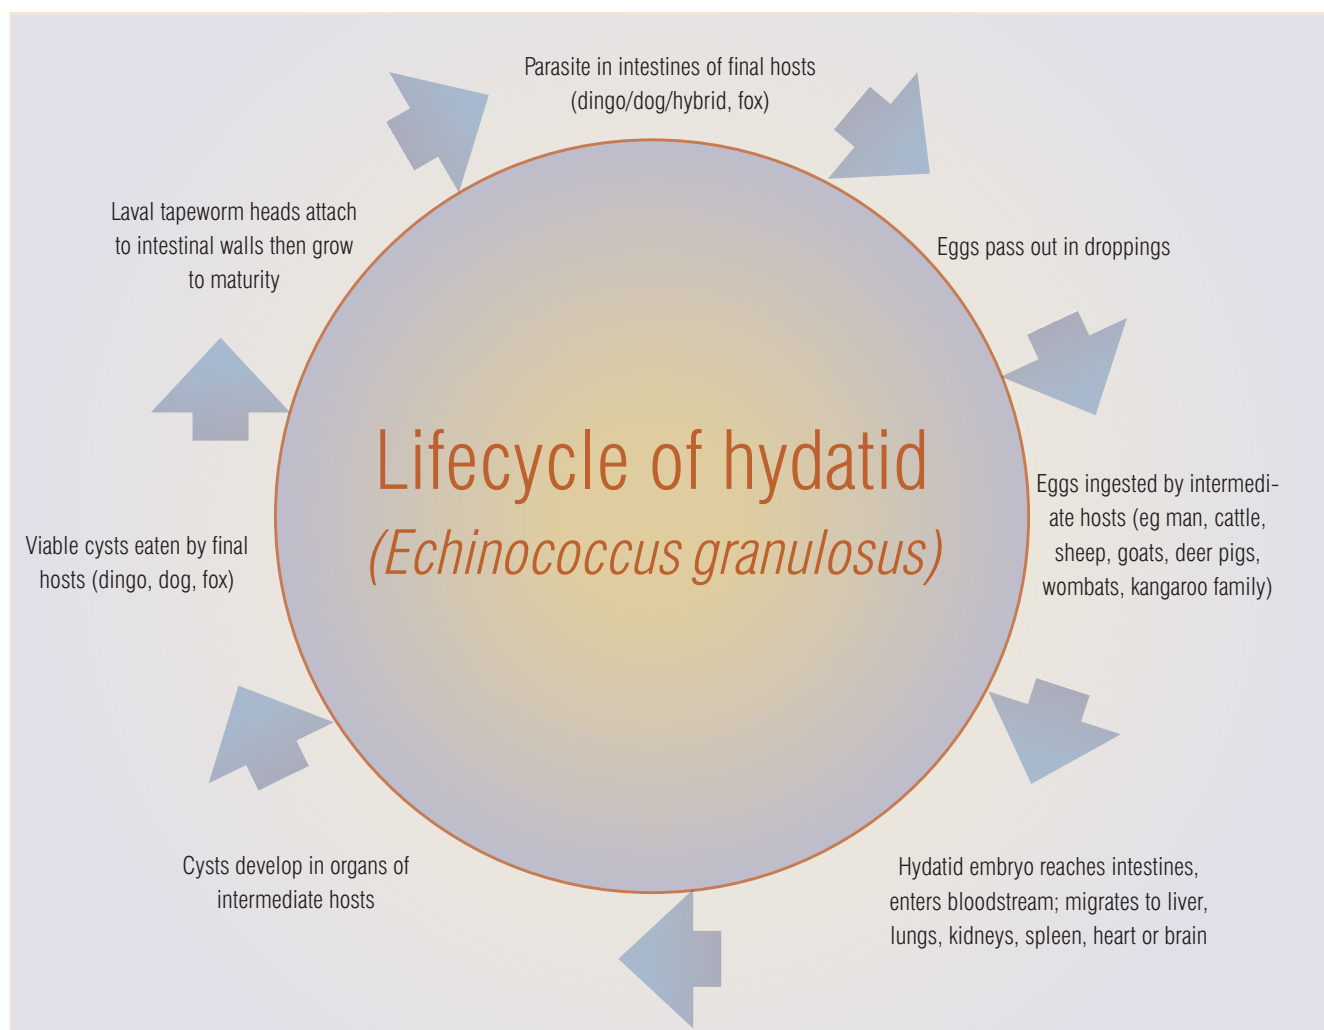 Parasite in intestines of final hosts
(dingo/dog/hybrid, fox)
Eggs pass out in droppings
Eggs ingested by intermedi-
ate hosts (eg man, cattle,
sheep, goats, deer pigs,
wombats, kangaroo family)
Hydatid embryo reaches intestines,
enters bloodstream; migrates to liver,
lungs, kidneys, spleen, heart or brain
Cysts develop in organs of
intermediate hosts
Viable cysts eaten by final
hosts (dingo, dog, fox)
Laval tapeworm heads attach
to intestinal walls then grow
to maturity
Lifecycle of hydatid
(Echinococcus granulosus)